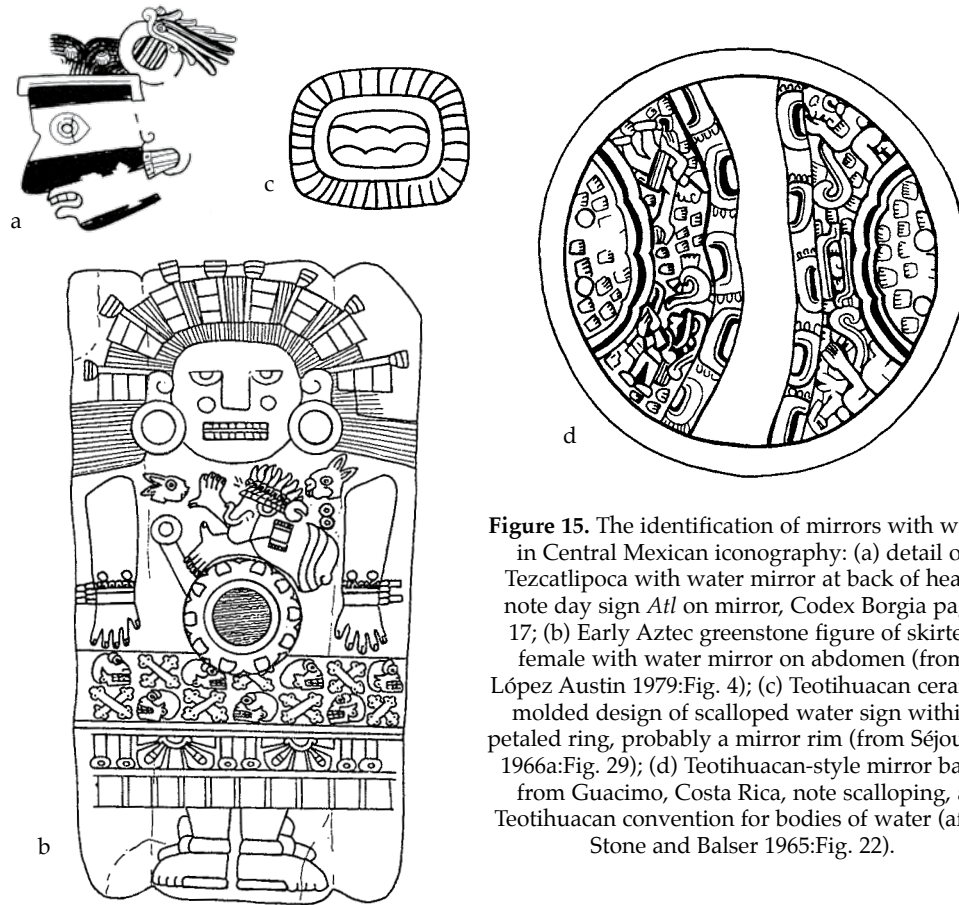 c
a
d
Figure 15. The identification of mirrors with w
in Central Mexican iconography: (a) detail o
Tezcatlipoca with water mirror at back of hea
note day sign Atl on mirror, Codex Borgia pag
17; (b) Early Aztec greenstone figure of skirte
female with water mirror on abdomen (from
López Austin 1979:Fig. 4); (c) Teotihuacan cera
molded design of scalloped water sign withi
petaled ring, probably a mirror rim (from Séjou
1966a:Fig. 29); (d) Teotihuacan-style mirror ba
from Guacimo, Costa Rica, note scalloping, a
Teotihuacan convention for bodies of water (af
Stone and Balser 1965:Fig. 22).
b